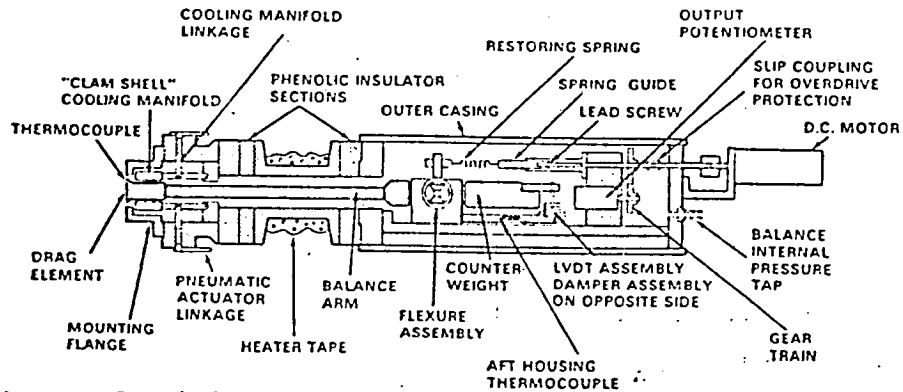 COOLING MANIFOLD
LINKAGE
OUTPUT
POTENTIOMETER
RESTORING SPRING
SLIP COUPLING
FOR OVERDRIVE
PROTECTION
"CLAM SHELL"
COOLING MANIFOLD
PHENOLIC INSULATOR
SECTIONS
SPRING GUIDE
OUTER CASING
LEAD SCREW
THERMOCOUPLE
D.C. MOTOR
DRAG
ELEMENT
PNEUMATIC
ACTUATOR
LINKAGE
BALANCE
ARM
COUNTER-
WEIGHT
LVDT ASSEMBLY
DAMPER ASSEMBLY
ON OPPOSITE SIDE
BALANCE
INTERNAL
PRESSURE
TAP
MOUNTING
FLANGE
HEATER TAPE
FLEXURE
ASSEMBLY
GEAR
TRAIN
AFT HOUSING
THERMOCOUPLE